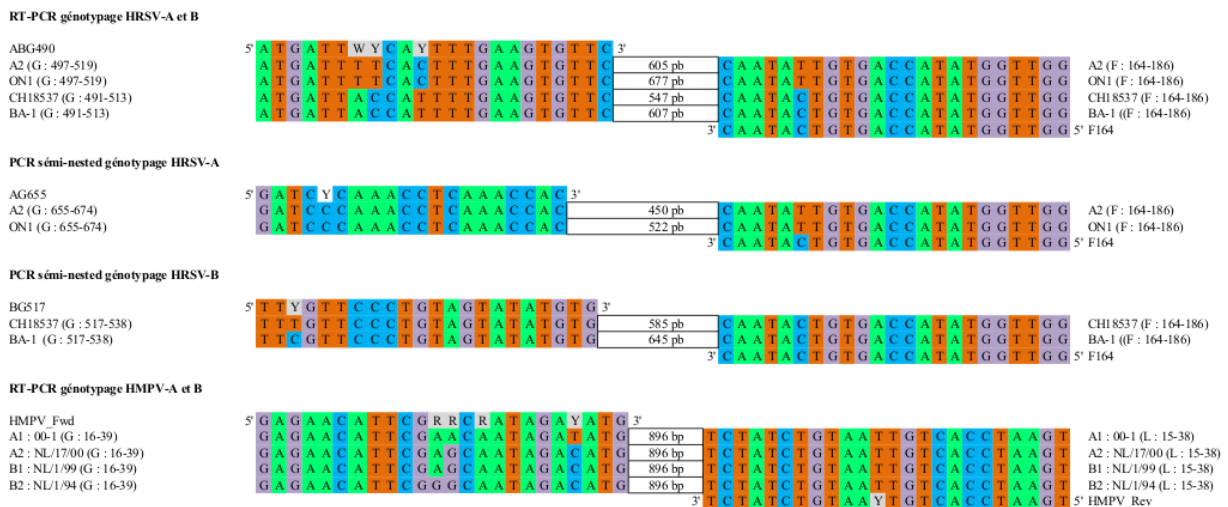 RT-PCR génotypage HRSV-A et B
ABG490 5' A T G A T T W Y C A Y T T T G A A G T G T T C 3'
A2 (G : 497-519) A T G A T T T T C A C T T T G A A G T G T T C 605 pb C A A T A T T G T G A C C A T A T G G T T G G A2 (F : 164-186)
ON1 (G : 497-519) A T G A T T T T C A C T T T G A A G T G T T C 677 pb C A A T A T T G T G A C C A T A T G G T T G G ON1 (F : 164-186)
CH18537 (G : 491-513) A T G A T T A C C A T T T T G A A G T G T T C 547 pb C A A T A C T G T G A C C A T A T G G T T G G CH18537 (F : 164-186)
BA-1 (G : 491-513) A T G A T T A C C A T T T T G A A G T G T T C 607 pb C A A T A C T G T G A C C A T A T G G T T G G BA-1 ((F : 164-186)
3' C A A T A C T G T G A C C A T A T G G T T G G 5' F164
PCR sémi-nested génotypage HRSV-A
AG655 5' G A T C Y C A A A C C T C A A A C C A C 3'
A2 (G : 655-674) G A T C C C A A A C C T C A A A C C A C 450 pb C A A T A T T G T G A C C A T A T G G T T G G A2 (F : 164-186)
ON1 (G : 655-674) G A T C C C A A A C C T C A A A C C A C 522 pb C A A T A T T G T G A C C A T A T G G T T G G ON1 (F : 164-186)
3' C A A T A C T G T G A C C A T A T G G T T G G 5' F164
PCR sémi-nested génotypage HRSV-B
BG517 5' T T Y G T T C C C T G T A G T A T A T G T G 3'
CH18537 (G : 517-538) T T T G T T C C C T G T A G T A T A T G T G 585 pb C A A T A C T G T G A C C A T A T G G T T G G CH18537 (F : 164-186)
BA-1 (G : 517-538) T T C G T T C C C T G T A G T A T A T G T G 645 pb C A A T A C T G T G A C C A T A T G G T T G G BA-1 ((F : 164-186)
3' C A A T A C T G T G A C C A T A T G G T T G G 5' F164
RT-PCR génotypage HMPV-A et B
HMPV_Fwd 5' G A G A A C A T T C G R R C R A T A G A Y A T G 3'
A1 : 00-1 (G : 16-39) G A G A A C A T T C G A A C A A T A G A T A T G 896 bp T C T A T C T G T A A T T G T C A C C T A A G T A1 : 00-1 (L : 15-38)
A2 : NL/17/00 (G : 16-39) G A G A A C A T T C G A G C A A T A G A C A T G 896 bp T C T A T C T G T A A T T G T C A C C T A A G T A2 : NL/17/00 (L : 15-38)
B1 : NL/1/99 (G : 16-39) G A G A A C A T T C G A G C A A T A G A C A T G 896 bp T C T A T C T G T A A T T G T C A C C T A A G T B1 : NL/1/99 (L : 15-38)
B2 : NL/1/94 (G : 16-39) G A G A A C A T T C G G G C A A T A G A C A T G 896 bp T C T A T C T G T A A T T G T C A C C T A A G T B2 : NL/1/94 (L : 15-38)
3' T C T A T C T G T A A Y T G T C A C C T A A G T 5' HMPV_Rev